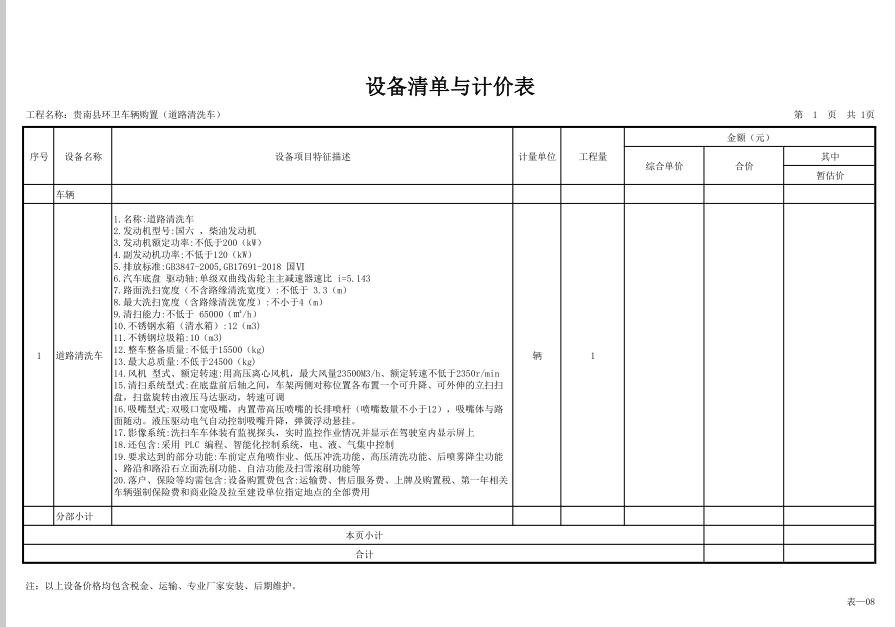 设备清单与计价表
工程名称: 贵南县环卫车辆购置（道路清洗车）
第 1 页 共 1页
序号 设备名称 设备项目特征描述 计量单位 工程量 金额（元）
综合单价 合价 其中
暂估价
车辆
1 道路清洗车 辆 1
1.名称:道路清洗车
2.发动机型号:国六 ，柴油发动机
3.发动机额定功率:不低于200（kW）
4.副发动机功率:不低于120（kW）
5.排放标准:GB3847-2005,GB17691-2018 国Ⅵ
6.汽车底盘 驱动轴:单级双曲线齿轮主主减速器速比 i=5.143
7.路面洗扫宽度（不含路缘清洗宽度）:不低于 3.3（m）
8.最大洗扫宽度（含路缘清洗宽度）:不小于4（m）
9.清扫能力:不低于 65000（㎡/h）
10.不锈钢水箱（清水箱）:12（m3）
11.不锈钢垃圾箱:10（m3）
12.整车整备质量:不低于15500（kg）
13.最大总质量:不低于24500（kg）
14.风机 型式、额定转速:用高压离心风机，最大风量23500M3/h、额定转速不低于2350r/min
15.清扫系统型式:在底盘前后轴之间，车架两侧对称位置各布置一个可升降、可外伸的立扫扫
盘，扫盘旋转由液压马达驱动，转速可调
16.吸嘴型式:双吸口宽吸嘴，内置带高压喷嘴的长排喷杆（喷嘴数量不小于12），吸嘴体与路
面随动。液压驱动电气自动控制吸嘴升降，弹簧浮动悬挂。
17.影像系统:洗扫车车体装有监视探头，实时监控作业情况并显示在驾驶室内显示屏上
18.还包含:采用 PLC 编程、智能化控制系统，电、液、气集中控制
19.要求达到的部分功能:车前定点角喷作业、低压冲洗功能、高压清洗功能、后喷雾降尘功能
、路沿和路沿石立面洗刷功能、自洁功能及扫雪滚刷功能等
20.落户、保险等均需包含:设备购置费包含:运输费、售后服务费、上牌及购置税、第一年相关
车辆强制保险费和商业险及拉至建设单位指定地点的全部费用
分部小计
本页小计
合计
注: 以上设备价格均包含税金、运输、专业厂家安装、后期维护。
表—08